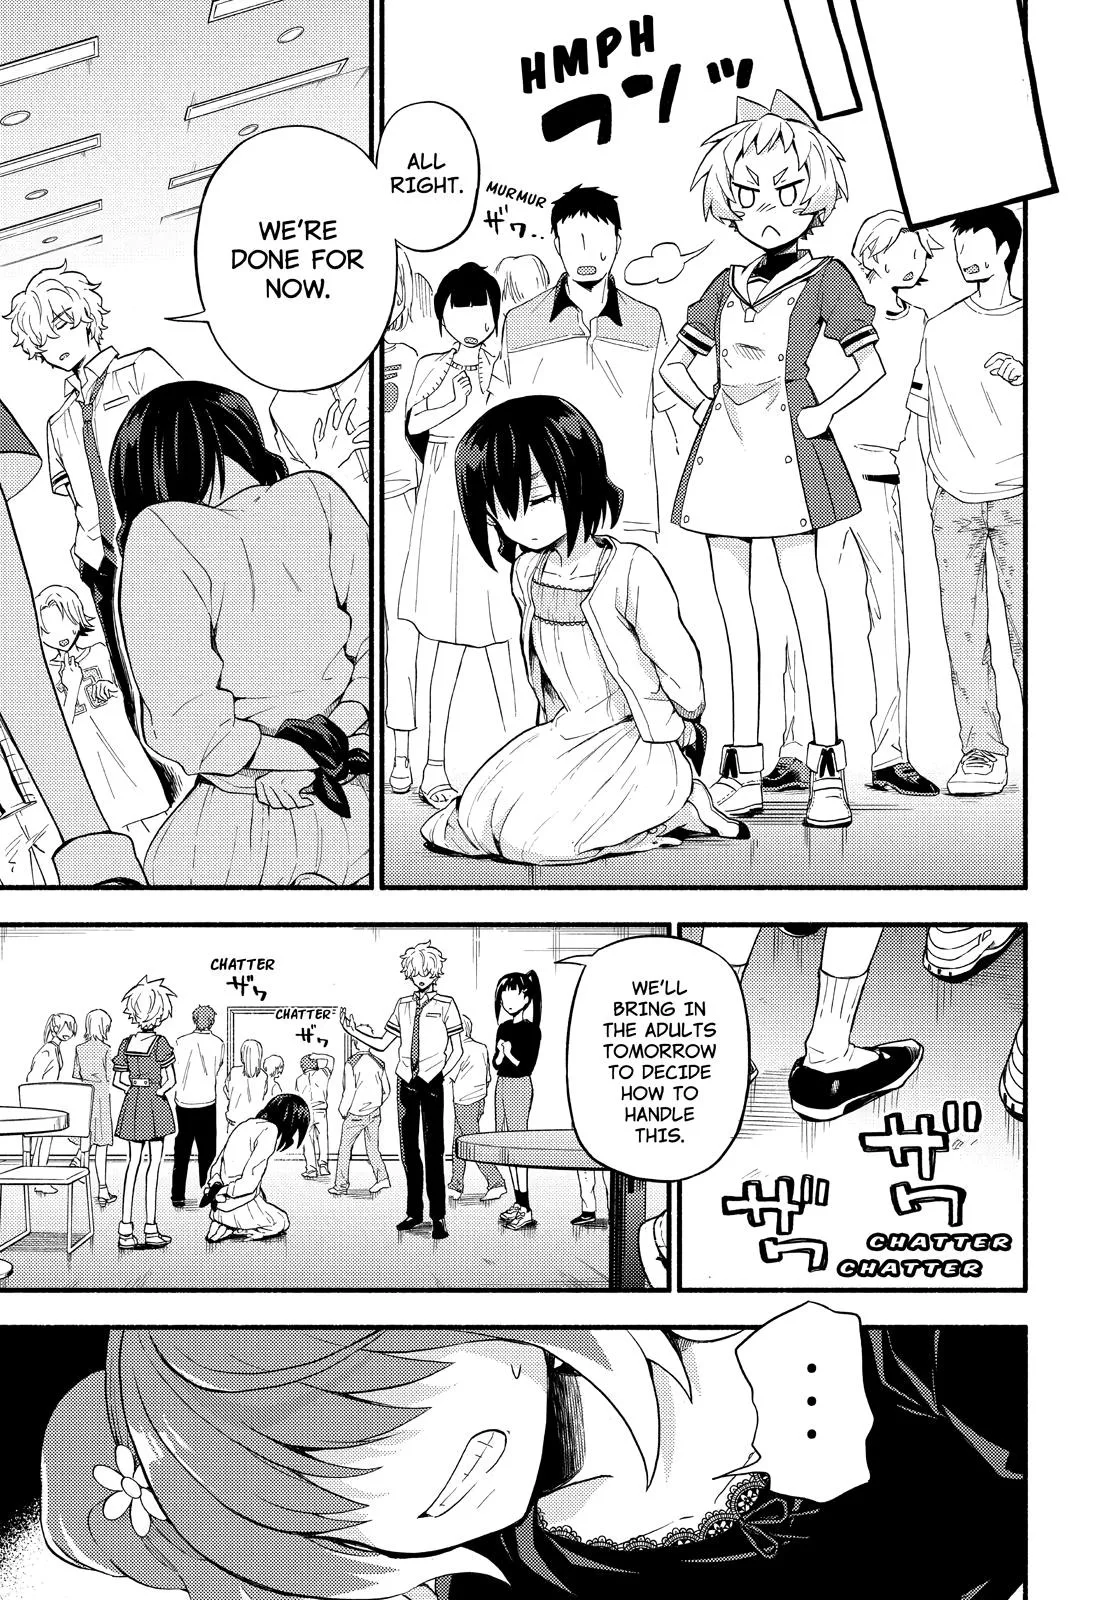 HMPH
フンッ
ALL
RIGHT.
MURMUR
ザワ..
WE'RE
DONE FOR
NOW.
WE'LL
BRING IN
THE ADULTS
TOMORROW
TO DECIDE
HOW TO
HANDLE
THIS.
ザワ
ザワ
CHATTER
CHATTER
CHATTER
ザワ
CHATTER
ザワ
...